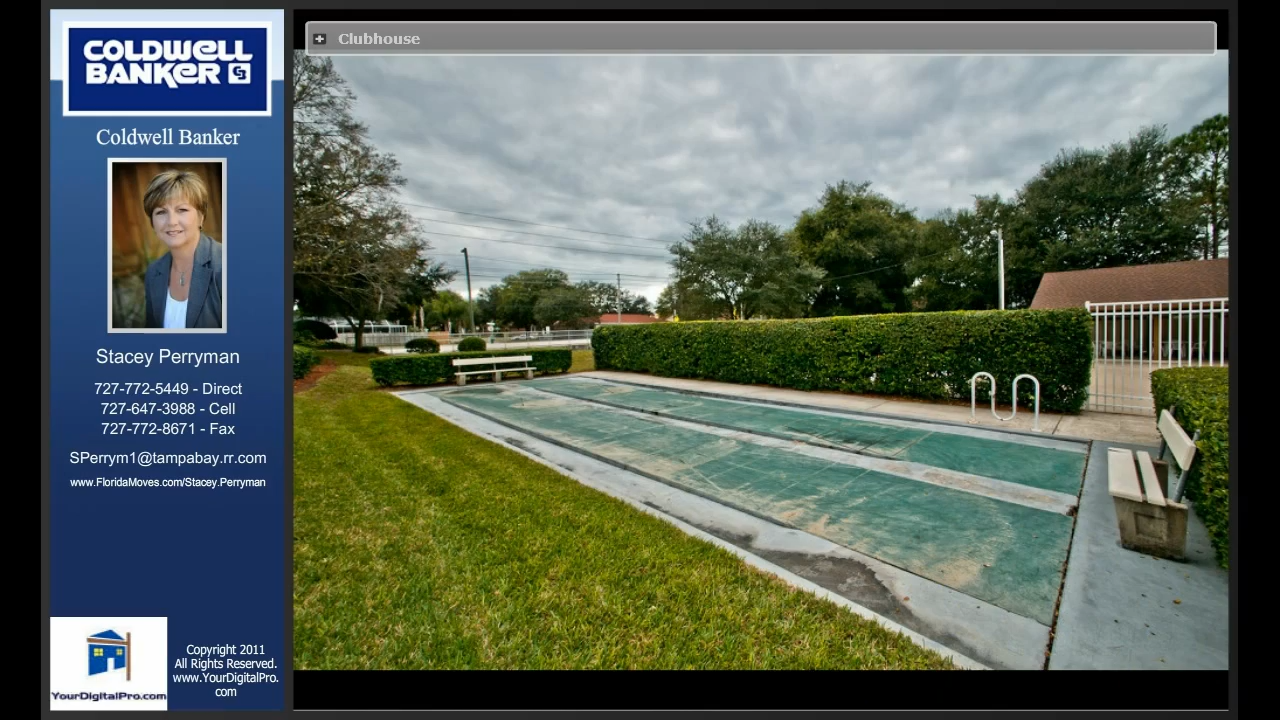 COLDWELL
BANKER CB
Coldwell Banker
Stacey Perryman
727-772-5449 - Direct
727-647-3988 - Cell
727-772-8671 - Fax
SPerrym1@tampabay.rr.com
www.FloridaMoves.com/Stacey.Perryman
YourDigitalPro.com
Copyright 2011
All Rights Reserved.
www.YourDigitalPro.
com
Clubhouse